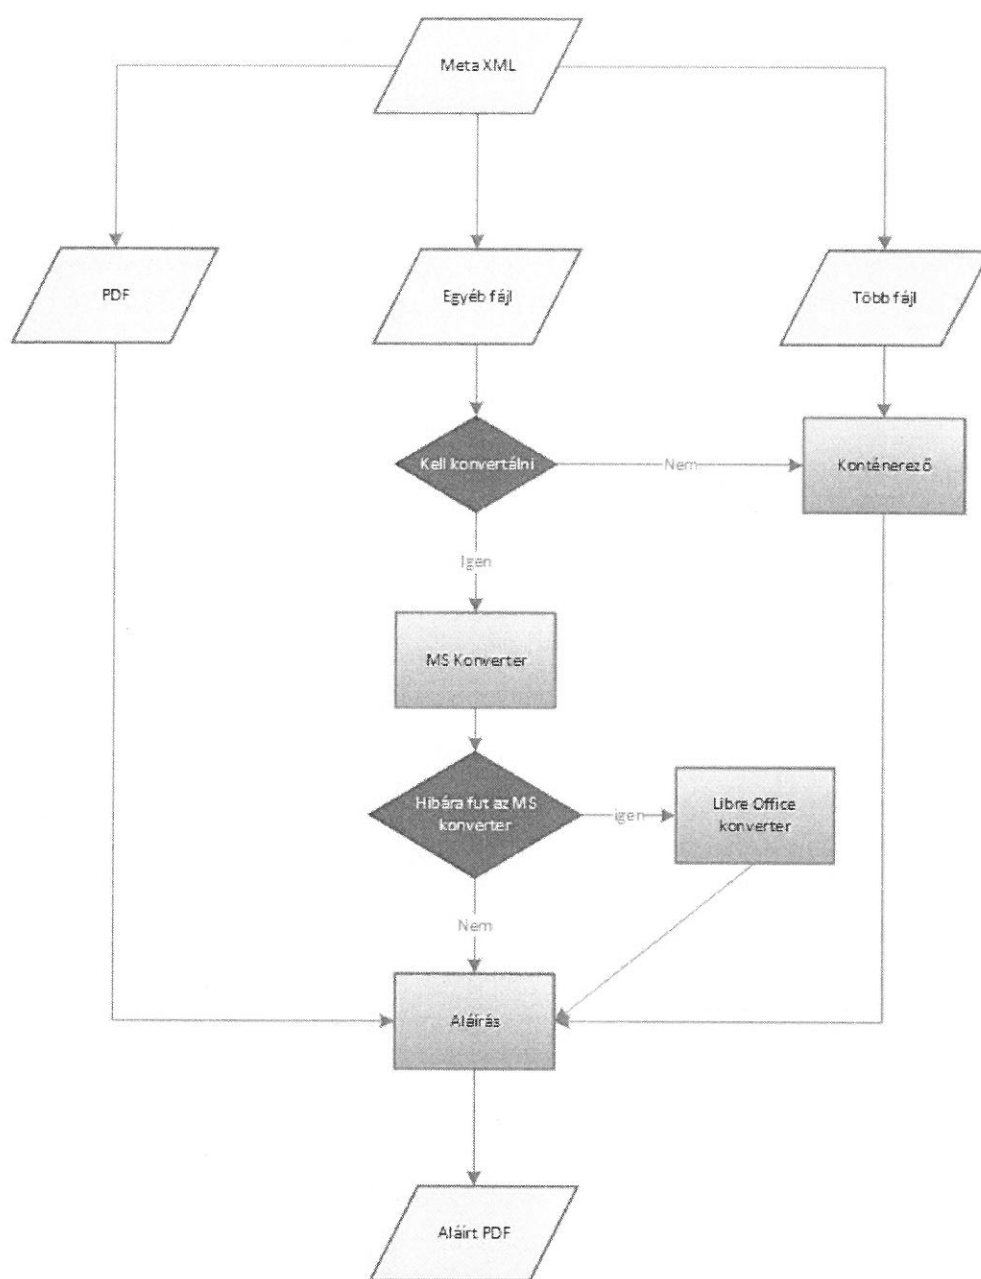 Meta XML
PDF
Egyéb fájl
Több fájl
Kell konvertálni
Nem
Konténerező
Igen
MS Konverter
Hibára fut az MS
konverter
igen
Libre Office
konverter
Nem
Aláírás
Aláírt PDF